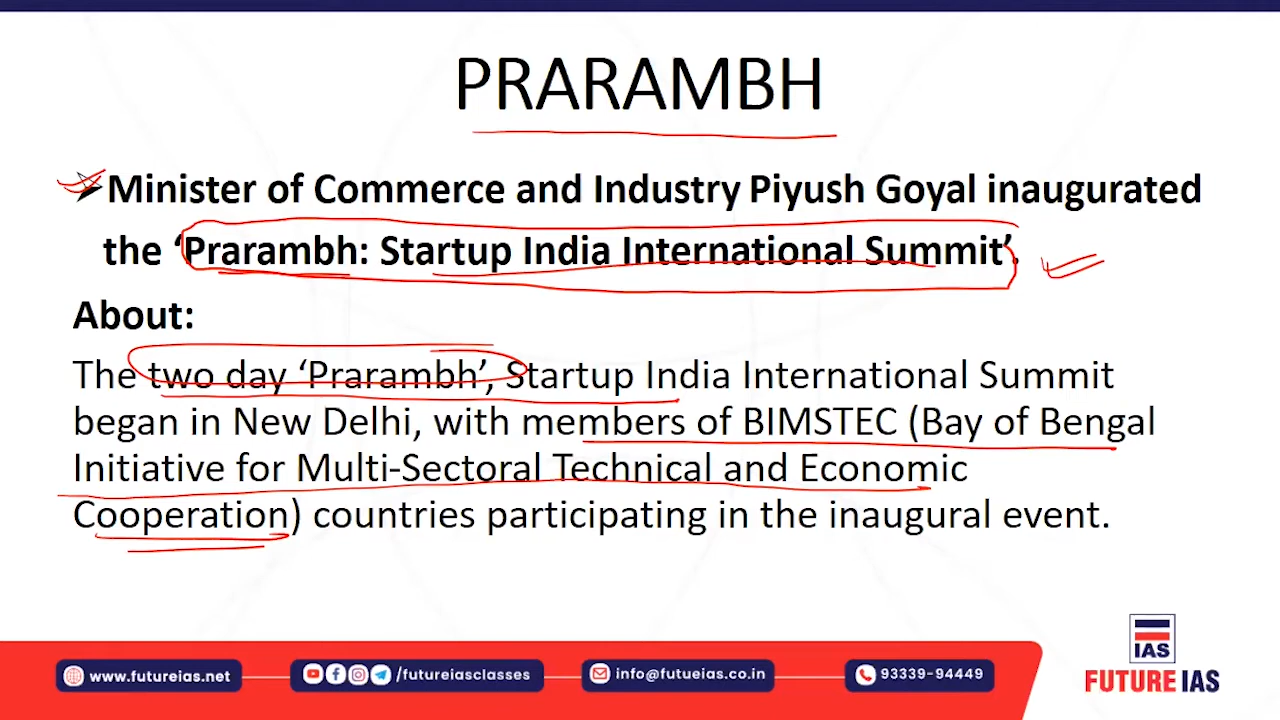 PRARAMBH
➢Minister of Commerce and Industry Piyush Goyal inaugurated
the ‘Prarambh: Startup India International Summit’.
About:
The two day ‘Prarambh’, Startup India International Summit
began in New Delhi, with members of BIMSTEC (Bay of Bengal
Initiative for Multi-Sectoral Technical and Economic
Cooperation) countries participating in the inaugural event.
www.futureias.net
/futureiasclasses
info@futueias.co.in
93339-94449
IAS
FUTURE IAS